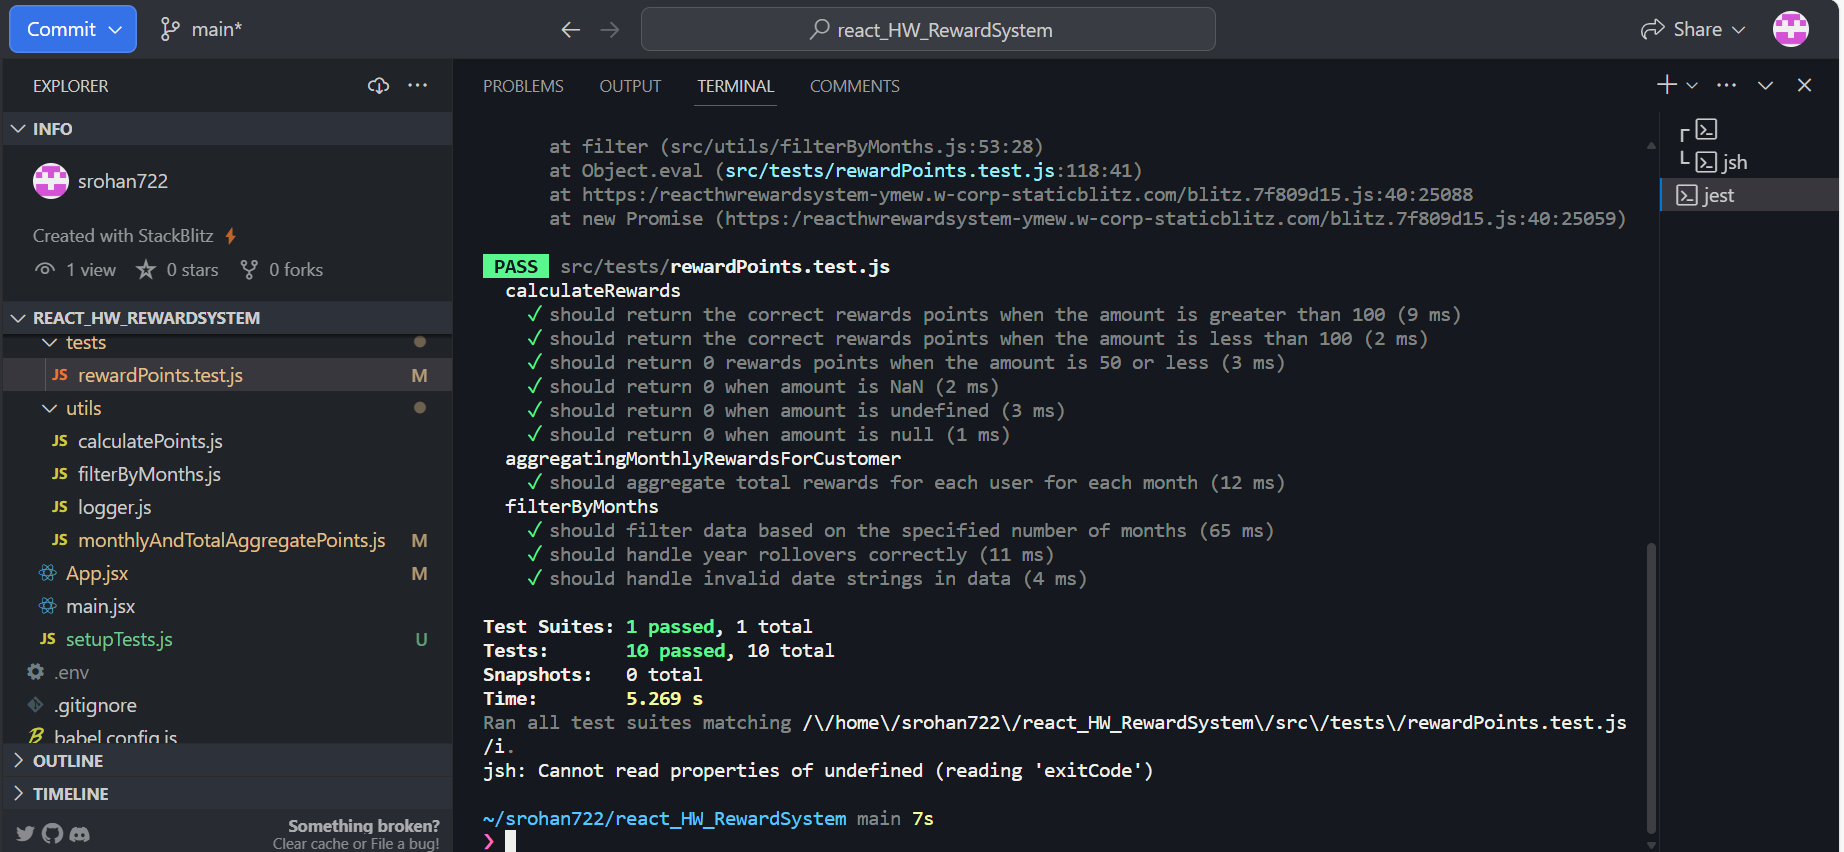 Commit
main*
react_HW_RewardSystem
Share
EXPLORER
INFO
srohan722
Created with StackBlitz
1 view
0 stars
0 forks
REACT_HW_REWARDSYSTEM
tests
JS rewardPoints.test.js M
utils
JS calculatePoints.js
JS filterByMonths.js
JS logger.js
JS monthlyAndTotalAggregatePoints.js M
App.jsx M
main.jsx
JS setupTests.js U
.env
.gitignore
babel.config.js
OUTLINE
TIMELINE
Something broken?
Clear cache or File a bug!
PROBLEMS OUTPUT TERMINAL COMMENTS
at filter (src/utils/filterByMonths.js:53:28)
at Object.eval (src/tests/rewardPoints.test.js:118:41)
at https:/reacthwrewardsystem-ymew.w-corp-staticblitz.com/blitz.7f809d15.js:40:25088
at new Promise (https:/reacthwrewardsystem-ymew.w-corp-staticblitz.com/blitz.7f809d15.js:40:25059)
PASS src/tests/rewardPoints.test.js
calculateRewards
✓ should return the correct rewards points when the amount is greater than 100 (9 ms)
✓ should return the correct rewards points when the amount is less than 100 (2 ms)
✓ should return 0 rewards points when the amount is 50 or less (3 ms)
✓ should return 0 when amount is NaN (2 ms)
✓ should return 0 when amount is undefined (3 ms)
✓ should return 0 when amount is null (1 ms)
aggregatingMonthlyRewardsForCustomer
✓ should aggregate total rewards for each user for each month (12 ms)
filterByMonths
✓ should filter data based on the specified number of months (65 ms)
✓ should handle year rollovers correctly (11 ms)
✓ should handle invalid date strings in data (4 ms)
Test Suites: 1 passed, 1 total
Tests: 10 passed, 10 total
Snapshots: 0 total
Time: 5.269 s
Ran all test suites matching /\/home\/srohan722\/react_HW_RewardSystem\/src\/tests\/rewardPoints.test.js
/i.
jsh: Cannot read properties of undefined (reading 'exitCode')
~/srohan722/react_HW_RewardSystem main 7s
❯
jsh
jest